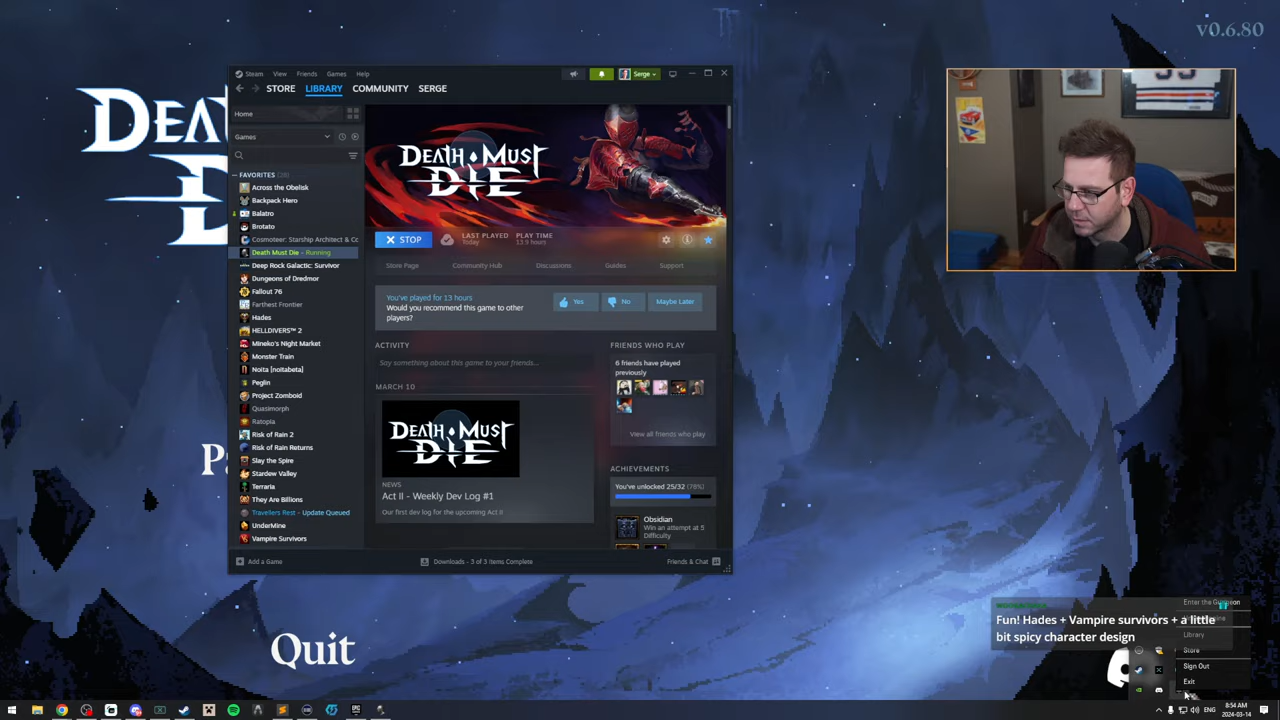 v0.6.80
DEA
D
Pa
Quit
Steam View Friends Games Help
Serge
STORE LIBRARY COMMUNITY SERGE
Home
Games
FAVORITES
Across the Obelisk
Backpack Hero
Balatro
Brotato
Cosmoteer: Starship Architect & Cc
Death Must Die - Running
Deep Rock Galactic: Survivor
Dungeons of Dredmor
Fallout 76
Farthest Frontier
Hades
HELLDIVERS™ 2
Mineko's Night Market
Monster Train
Noita [noitabeta]
Peglin
Project Zomboid
Quasimorph
Ratopia
Risk of Rain 2
Risk of Rain Returns
Slay the Spire
Stardew Valley
Terraria
They Are Billions
Travellers Rest - Update Queued
UnderMine
Vampire Survivors
DEATH MUST
DIE
STOP
LAST PLAYED
Today
PLAY TIME
13.9 hours
Store Page Community Hub Discussions Guides Support
You've played for 13 hours
Would you recommend this game to other
players?
Yes No Maybe Later
ACTIVITY
Say something about this game to your friends...
MARCH 10
DEATH MUST
DIE
NEWS
Act II - Weekly Dev Log #1
Our first dev log for the upcoming Act II
FRIENDS WHO PLAY
6 friends have played
previously
View all friends who play
ACHIEVEMENTS
You've unlocked 25/32 (78%)
Obsidian
Win an attempt at 5
Difficulty
Add a Game
Downloads - 3 of 3 Items Complete
Friends & Chat
Fun! Hades + Vampire survivors + a little
bit spicy character design
Enter the Gungeon
Library
Store
Sign Out
Exit
ENG
8:54 AM
2024-03-14